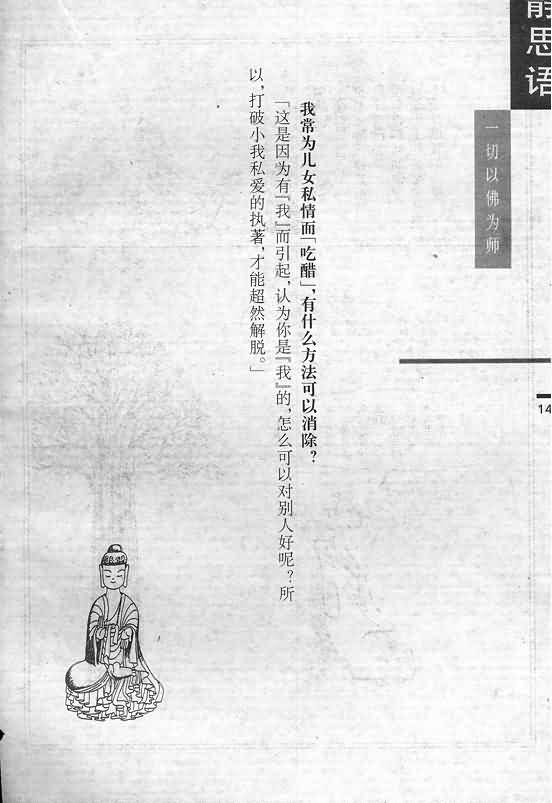 静思语
一切以佛为师
14
我常为儿女私情而「吃醋」，有什么方法可以消除？
「这是因为有『我』而引起，认为你是『我』的，怎么可以对别人好呢？所
以，打破小我私爱的执著，才能超然解脱。」